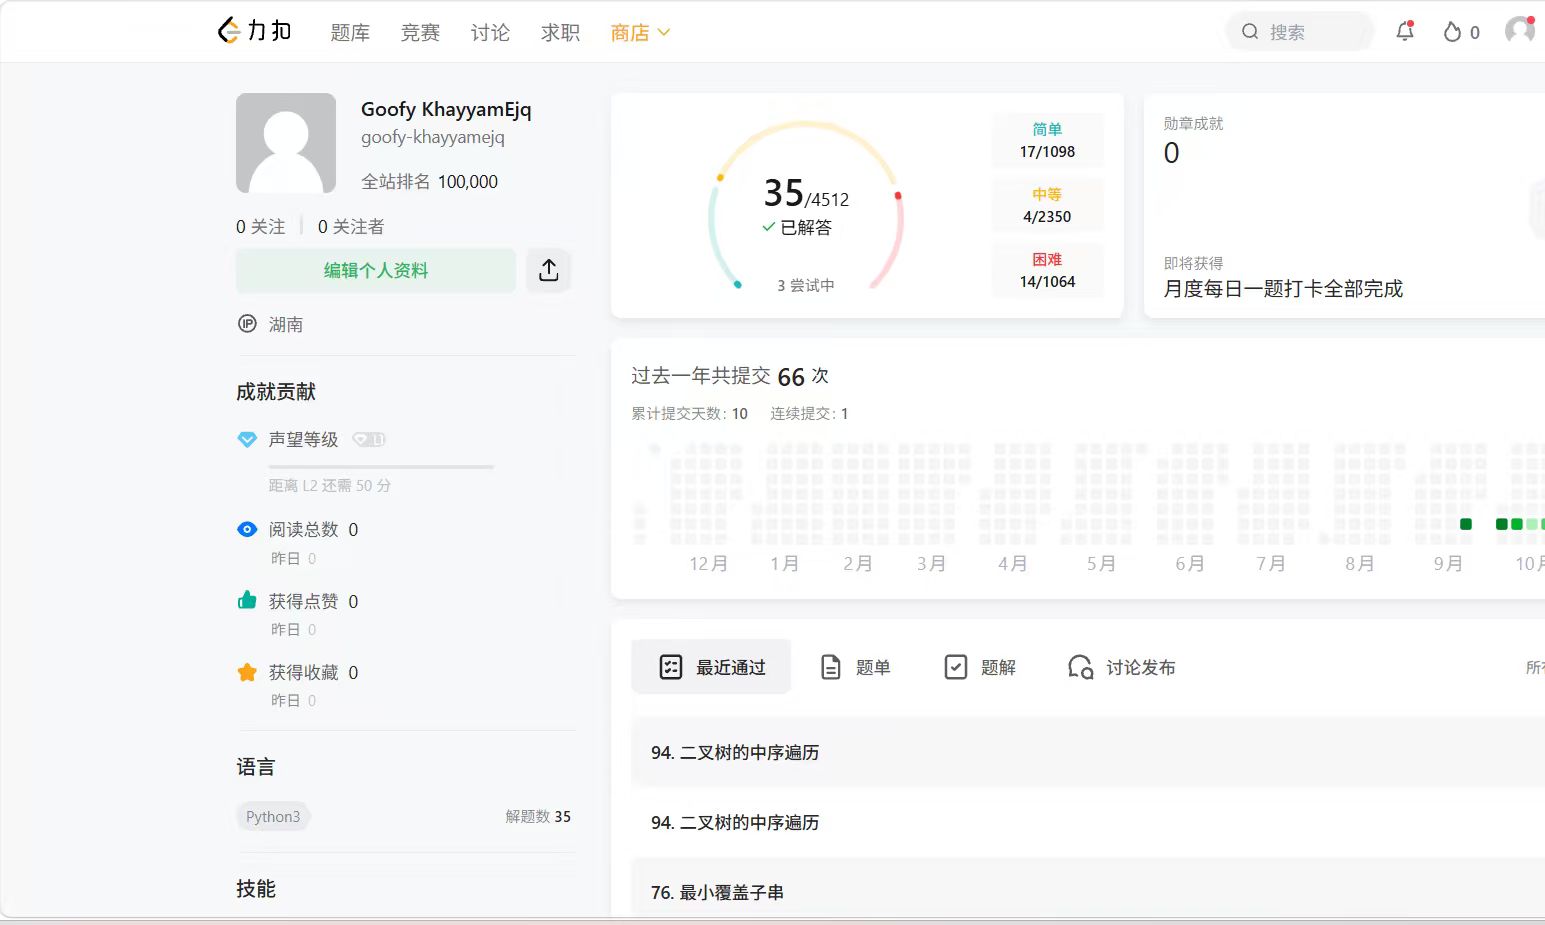 力扣 题库 竞赛 讨论 求职 商店 搜索 0
Goofy KhayyamEjq
goofy-khayyamejq
全站排名 100,000
0 关注 0 关注者
编辑个人资料
湖南
成就贡献
声望等级 L1
距离 L2 还需 50 分
阅读总数 0
昨日 0
获得点赞 0
昨日 0
获得收藏 0
昨日 0
语言
Python3 解题数 35
技能
35/4512
已解答
3 尝试中
简单
17/1098
中等
4/2350
困难
14/1064
勋章成就
0
即将获得
月度每日一题打卡全部完成
过去一年共提交 66 次
累计提交天数: 10 连续提交: 1
12月 1月 2月 3月 4月 5月 6月 7月 8月 9月 10月
最近通过 题单 题解 讨论发布 所
94. 二叉树的中序遍历
94. 二叉树的中序遍历
76. 最小覆盖子串